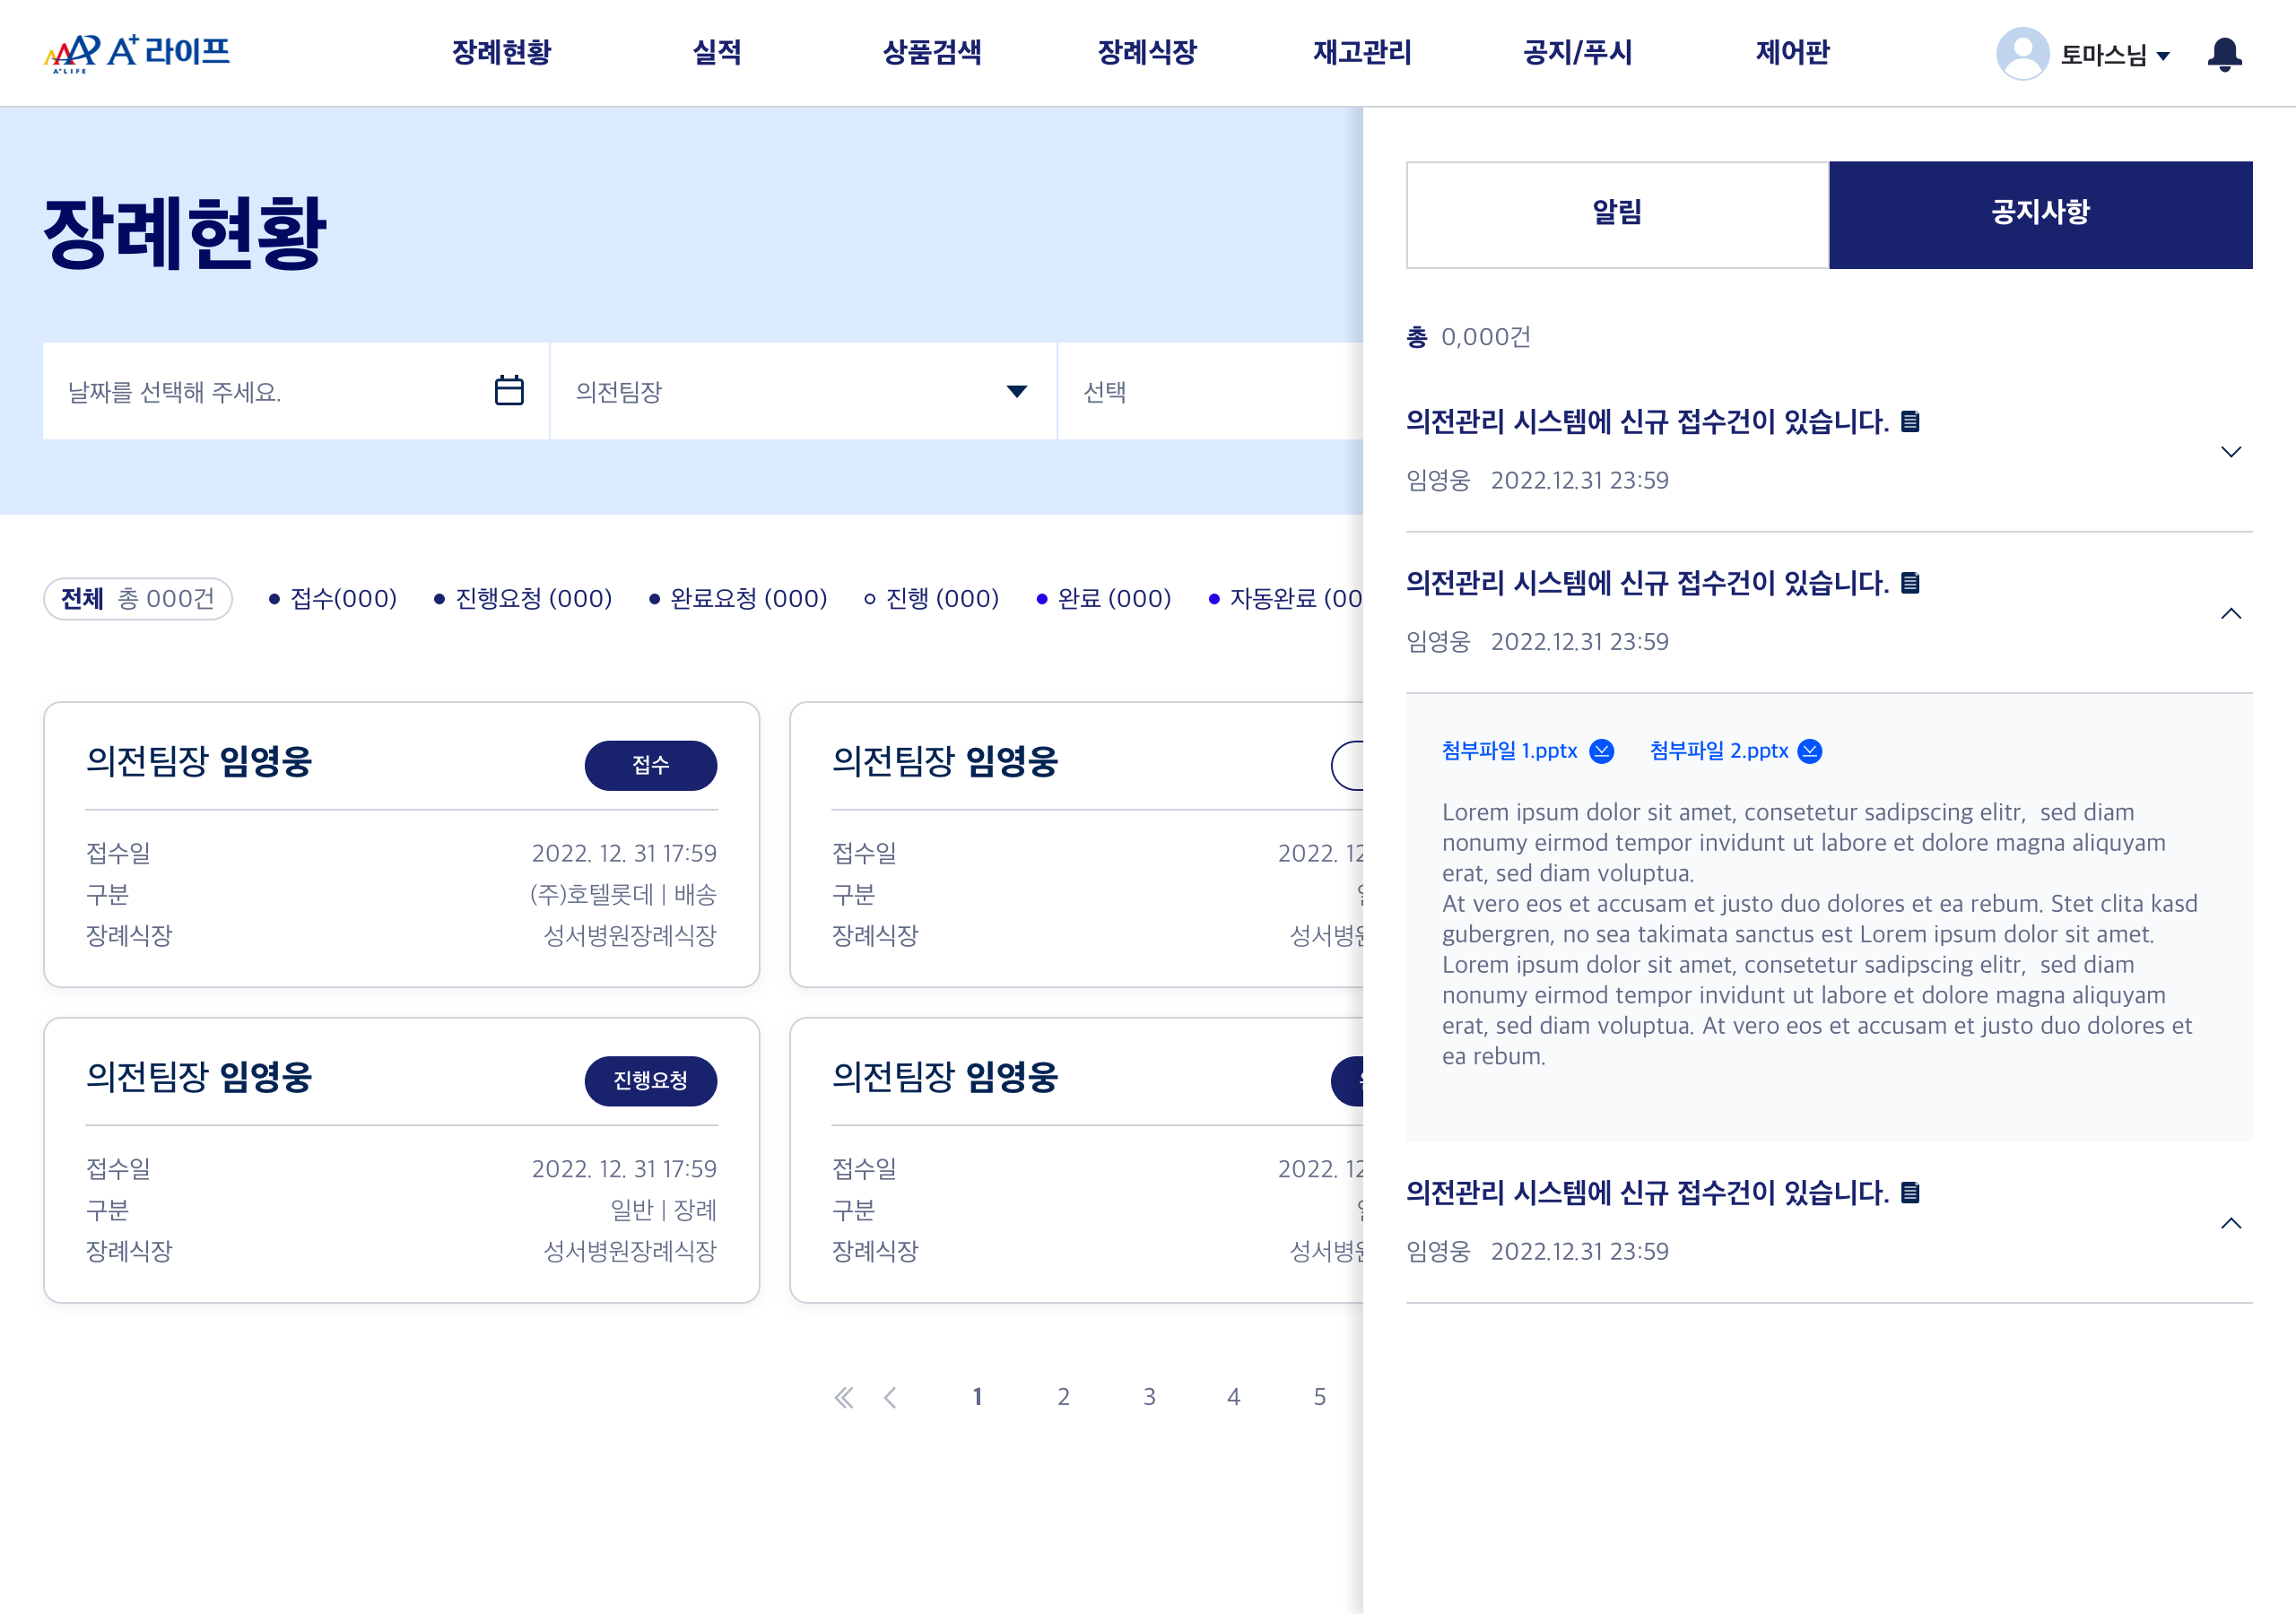 A+LIFE A+ 라이프
장례현황 실적 상품검색 장례식장 재고관리 공지/푸시 제어판 토마스님
장례현황
날짜를 선택해 주세요. 의전팀장 선택
전체 총 000건 접수(000) 진행요청 (000) 완료요청 (000) 진행 (000) 완료 (000) 자동완료 (00
의전팀장 임영웅 접수
접수일 2022. 12. 31 17:59
구분 (주)호텔롯데 | 배송
장례식장 성서병원장례식장
의전팀장 임영웅
접수일 2022. 12
구분
장례식장 성서병원
의전팀장 임영웅 진행요청
접수일 2022. 12. 31 17:59
구분 일반 | 장례
장례식장 성서병원장례식장
의전팀장 임영웅
접수일 2022. 12
구분
장례식장 성서병원
1 2 3 4 5
알림 공지사항
총 0,000건
의전관리 시스템에 신규 접수건이 있습니다.
임영웅 2022.12.31 23:59
의전관리 시스템에 신규 접수건이 있습니다.
임영웅 2022.12.31 23:59
첨부파일 1.pptx 첨부파일 2.pptx
Lorem ipsum dolor sit amet, consetetur sadipscing elitr, sed diam
nonumy eirmod tempor invidunt ut labore et dolore magna aliquyam
erat, sed diam voluptua.
At vero eos et accusam et justo duo dolores et ea rebum. Stet clita kasd
gubergren, no sea takimata sanctus est Lorem ipsum dolor sit amet.
Lorem ipsum dolor sit amet, consetetur sadipscing elitr, sed diam
nonumy eirmod tempor invidunt ut labore et dolore magna aliquyam
erat, sed diam voluptua. At vero eos et accusam et justo duo dolores et
ea rebum.
의전관리 시스템에 신규 접수건이 있습니다.
임영웅 2022.12.31 23:59